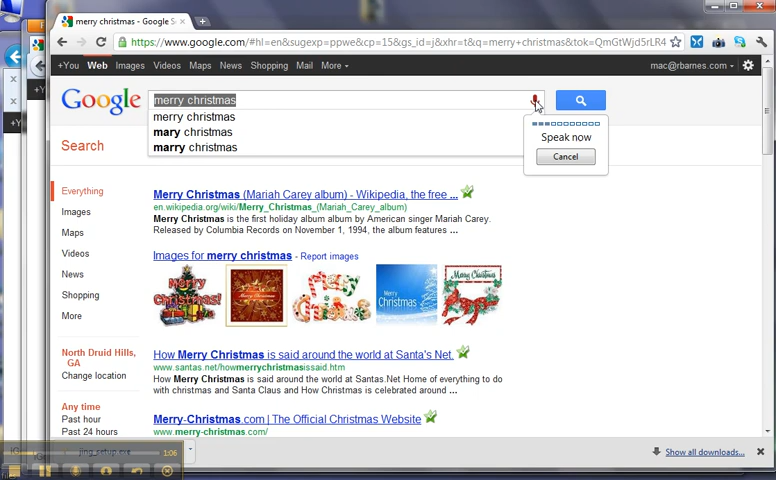 merry christmas - Google S
https://www.google.com/#hl=en&sugexp=ppwe&cp=15&gs_id=j&xhr=t&q=merry+christmas&tok=QmGtWjd5rLR4
+You Web Images Videos Maps News Shopping Mail More
mac@rbarnes.com
Google
merry christmas
merry christmas
mary christmas
marry christmas
Speak now
Cancel
Search
Everything
Images
Maps
Videos
News
Shopping
More
North Druid Hills,
GA
Change location
Any time
Past hour
Past 24 hours
Merry Christmas (Mariah Carey album) - Wikipedia, the free ...
en.wikipedia.org/wiki/Merry_Christmas_(Mariah_Carey_album)
Merry Christmas is the first holiday album by American singer Mariah Carey.
Released by Columbia Records on November 1, 1994, the album features ...
Images for merry christmas - Report images
Merry Christmas!
Merry Christmas
Merry Christmas
How Merry Christmas is said around the world at Santa's Net.
www.santas.net/howmerrychristmasissaid.htm
How Merry Christmas is said around the world at Santas.Net Home of everything to do
with christmas and Santa Claus and How Christmas is celebrated around ...
Merry-Christmas.com | The Official Christmas Website
www.merry-christmas.com/
jing_setup.exe
1:06
Show all downloads...